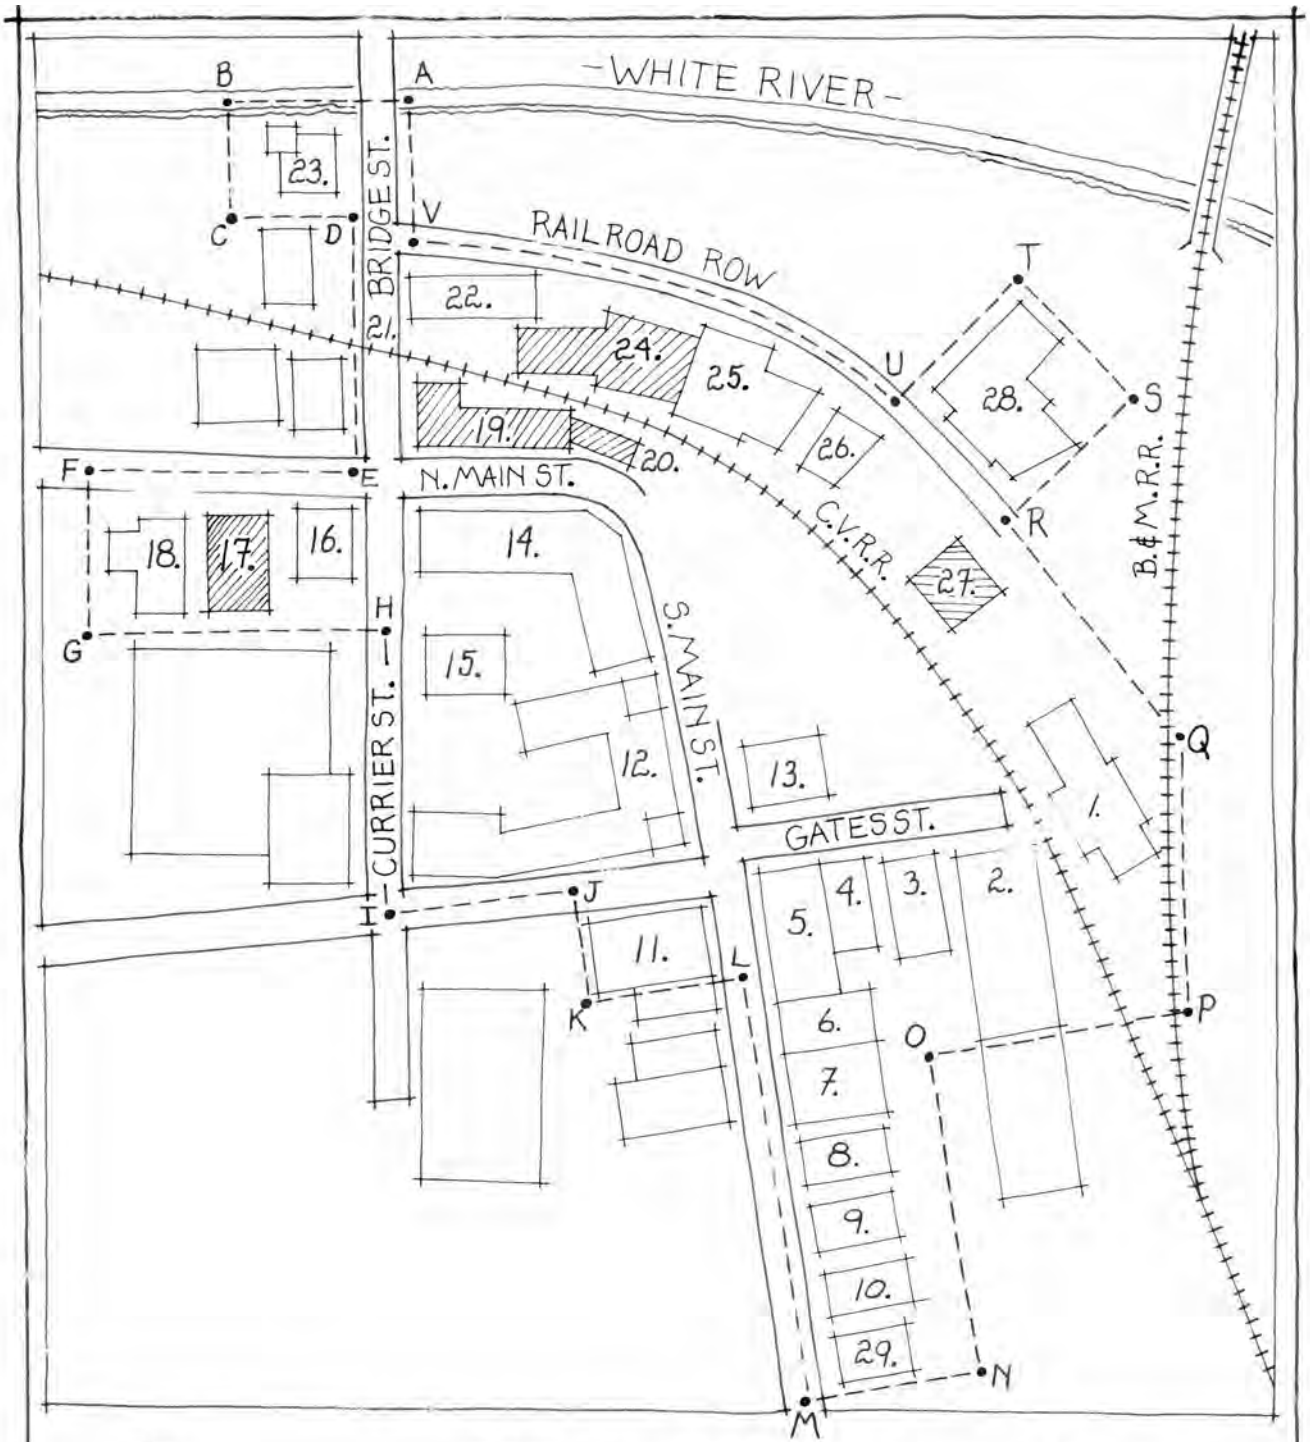 -WHITE RIVER-
B
A
23.
BRIDGE ST.
C
D
V
RAILROAD ROW
T
22.
21.
24.
25.
U
28.
S
26.
19.
20.
F
E
N. MAIN ST.
C.V.R.R.
R
B. & M.R.R.
18.
17.
16.
14.
27.
G
H
15.
S. MAIN ST.
Q
12.
13.
CURRIER ST.
GATES ST.
1.
I
J
5.
4.
3.
2.
11.
L
K
6.
O
P
7.
8.
9.
10.
29.
N
M